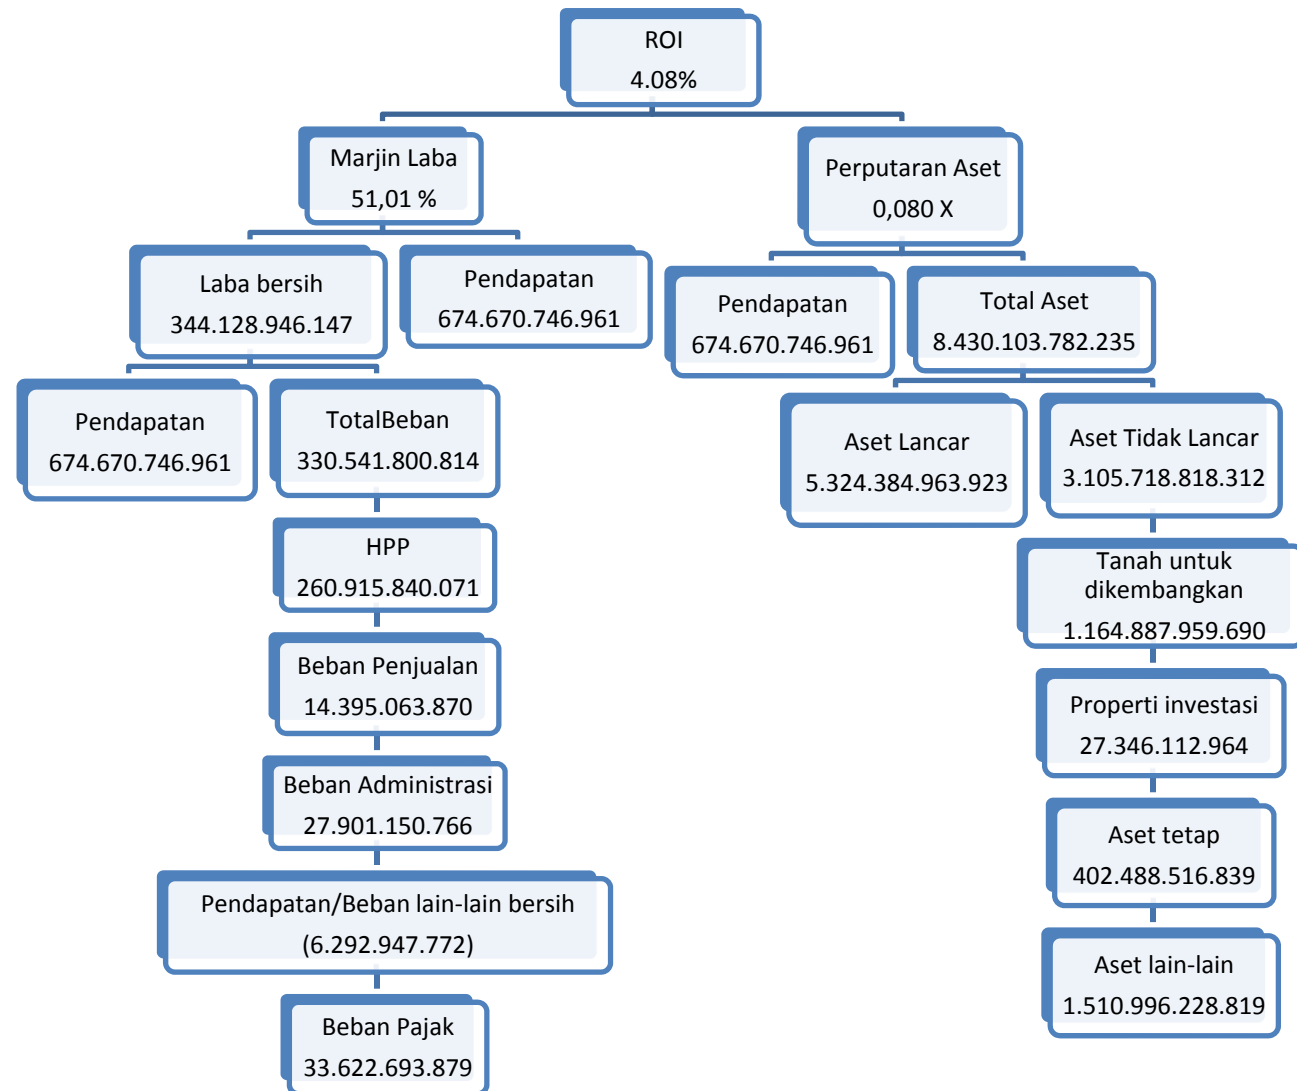 ROI
4.08%
Marjin Laba
51,01 %
Perputaran Aset
0,080 X
Laba bersih
344.128.946.147
Pendapatan
674.670.746.961
Pendapatan
674.670.746.961
Total Aset
8.430.103.782.235
Pendapatan
674.670.746.961
TotalBeban
330.541.800.814
Aset Lancar
5.324.384.963.923
Aset Tidak Lancar
3.105.718.818.312
HPP
260.915.840.071
Tanah untuk
dikembangkan
1.164.887.959.690
Beban Penjualan
14.395.063.870
Properti investasi
27.346.112.964
Beban Administrasi
27.901.150.766
Aset tetap
402.488.516.839
Pendapatan/Beban lain-lain bersih
(6.292.947.772)
Aset lain-lain
1.510.996.228.819
Beban Pajak
33.622.693.879